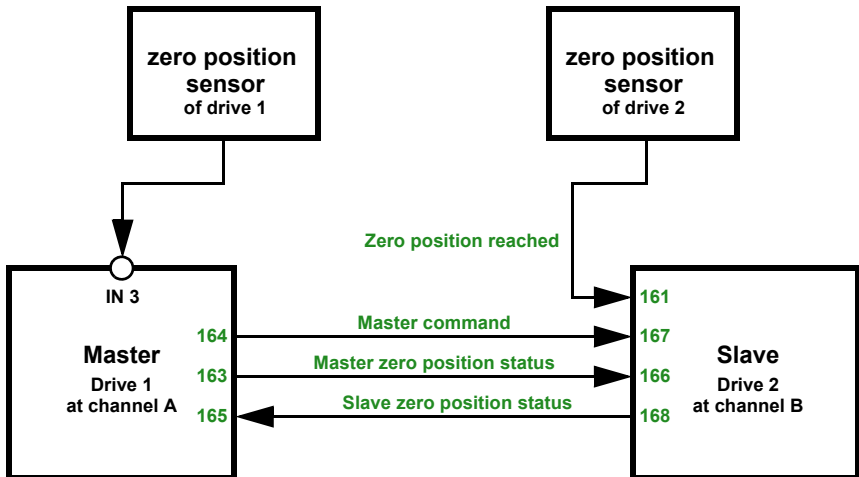 zero position
sensor
of drive 1
zero position
sensor
of drive 2
Zero position reached
IN 3
161
164
Master command
167
Master
Drive 1
at channel A
163
Master zero position status
166
Slave
Drive 2
at channel B
165
Slave zero position status
168